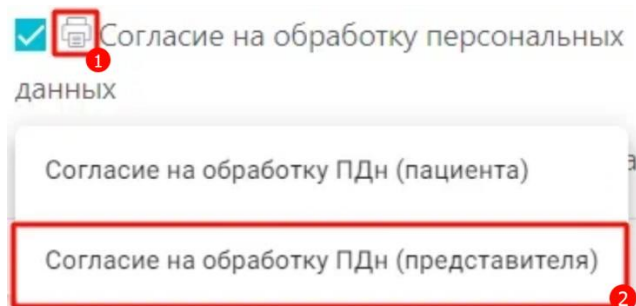 Согласие на обработку персональных
1
данных
Согласие на обработку ПДн (пациента)
а
Согласие на обработку ПДн (представителя)
2